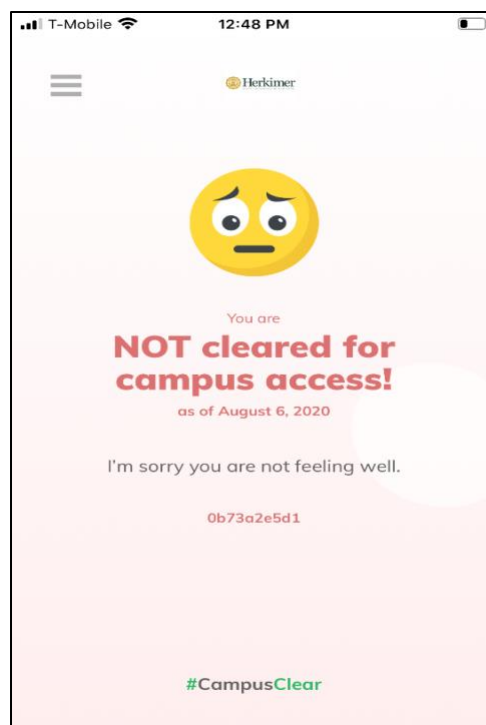 T-Mobile 12:48 PM
Herkimer
You are
NOT cleared for
campus access!
as of August 6, 2020
I'm sorry you are not feeling well.
0b73a2e5d1
#CampusClear